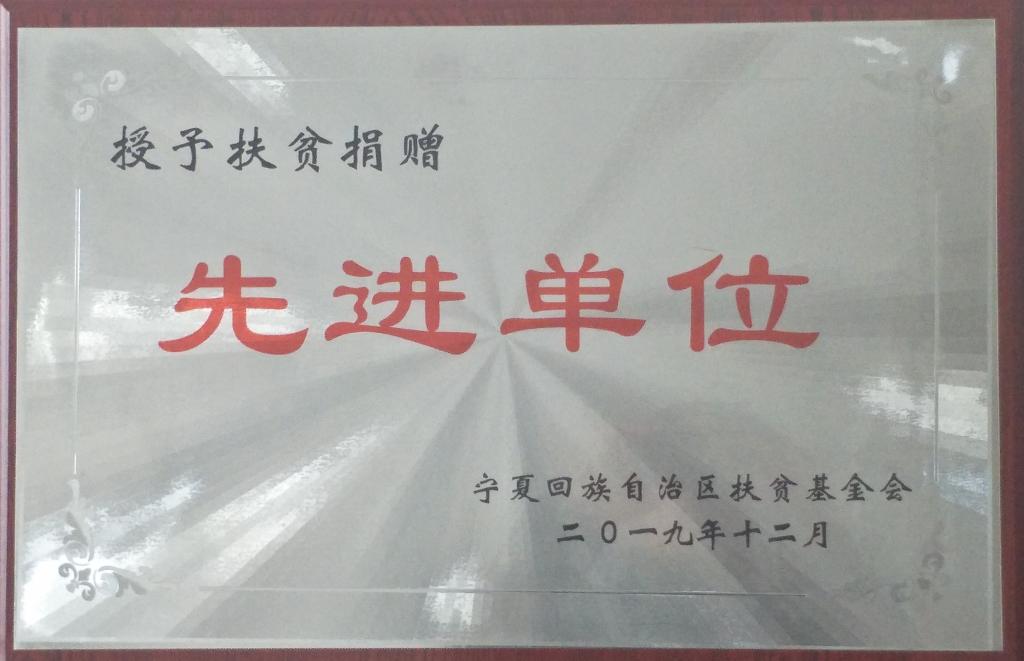 授予扶贫捐赠
先进单位
宁夏回族自治区扶贫基金会
二0一九年十二月